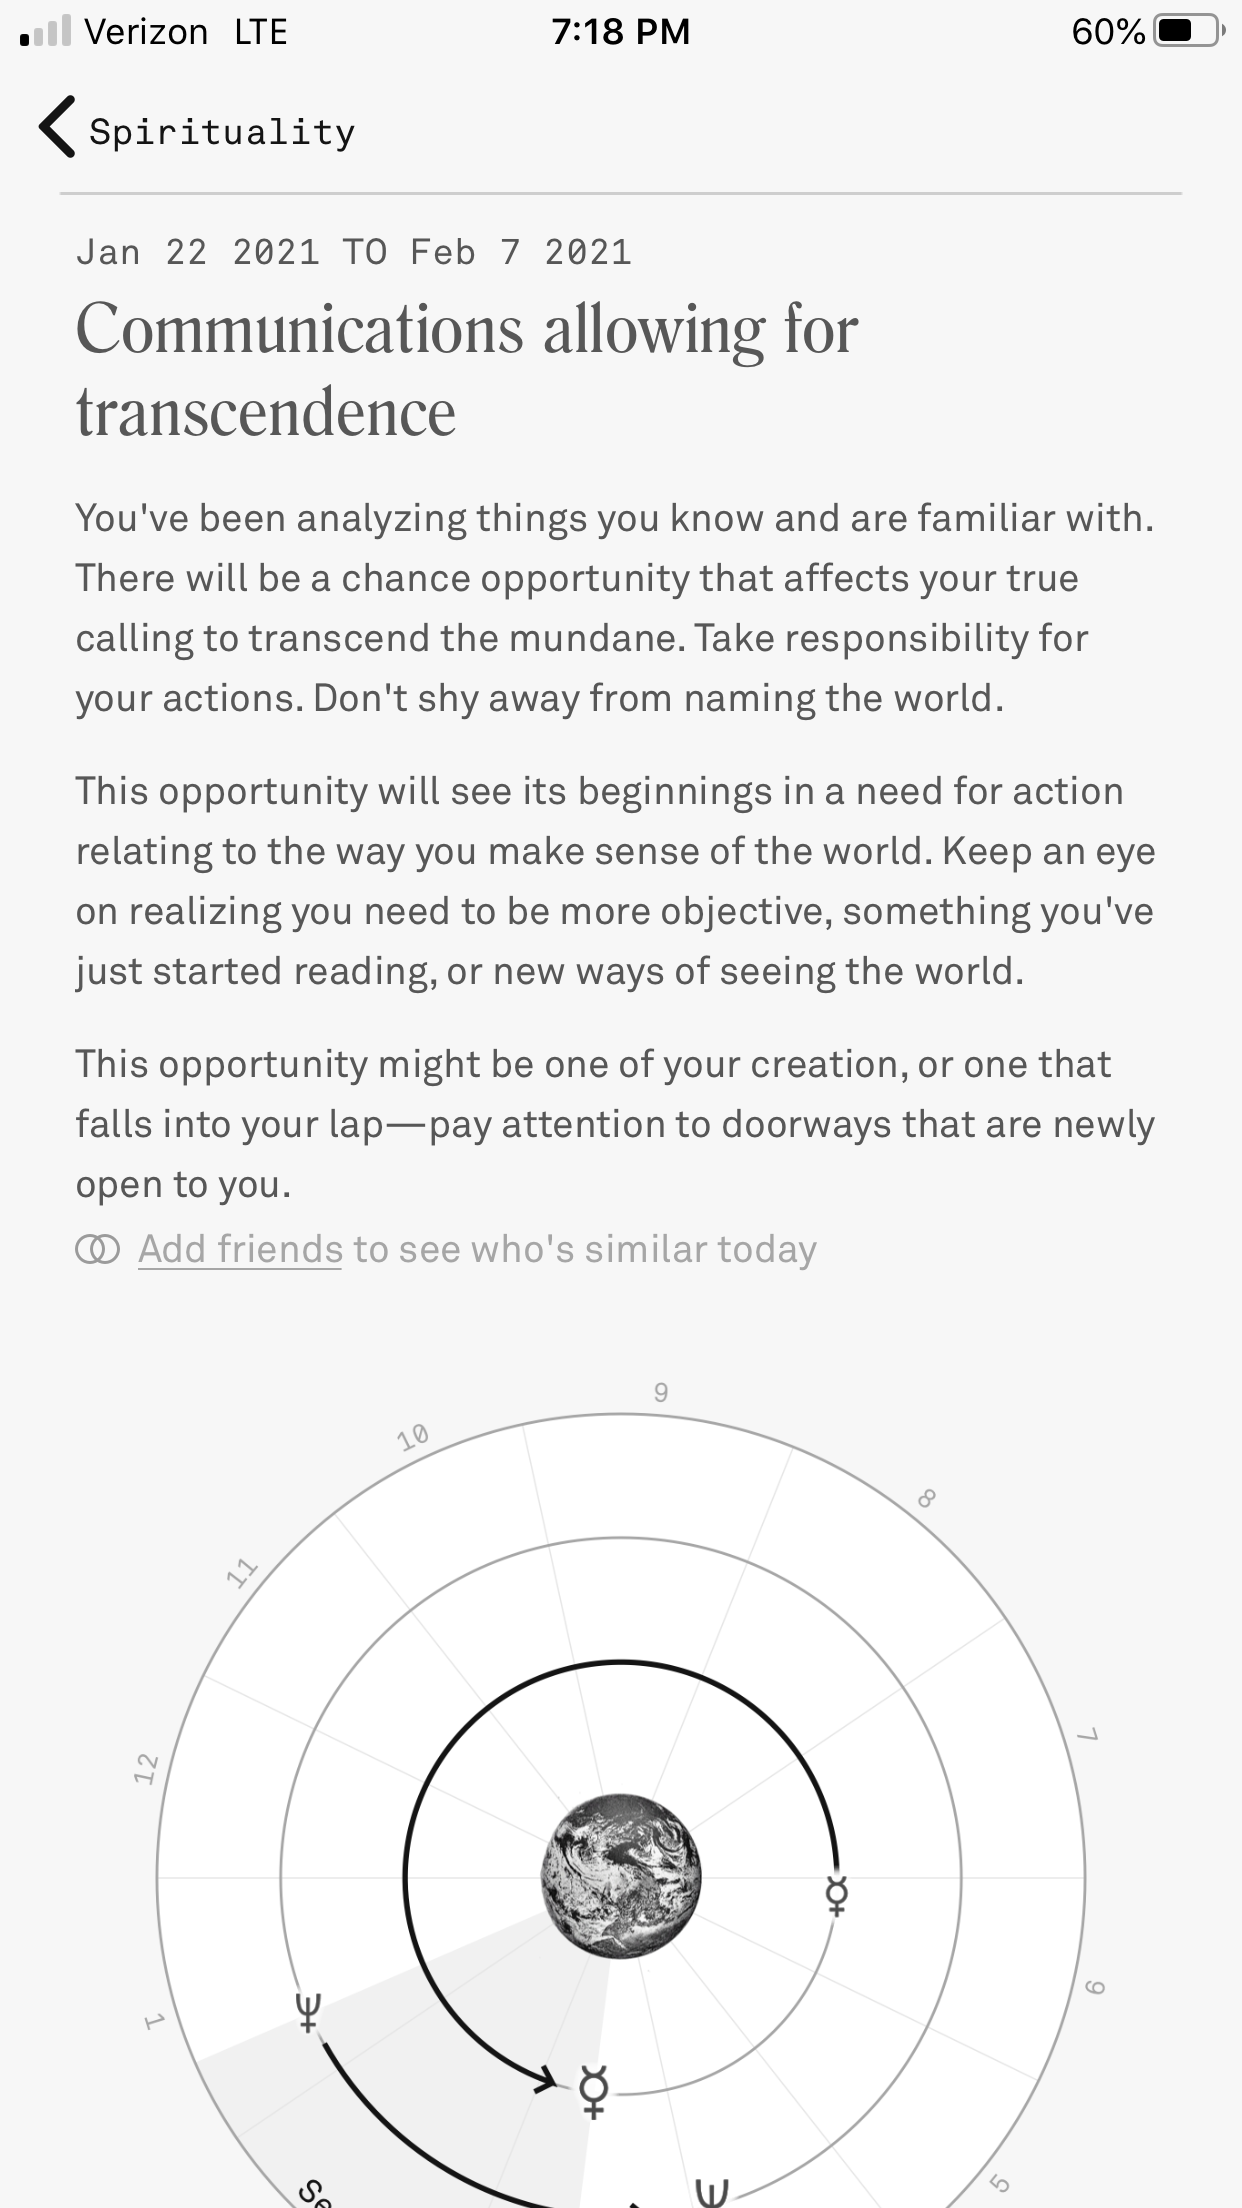 Verizon LTE 7:18 PM 60%
Spirituality
Jan 22 2021 TO Feb 7 2021
Communications allowing for
transcendence
You've been analyzing things you know and are familiar with.
There will be a chance opportunity that affects your true
calling to transcend the mundane. Take responsibility for
your actions. Don't shy away from naming the world.
This opportunity will see its beginnings in a need for action
relating to the way you make sense of the world. Keep an eye
on realizing you need to be more objective, something you've
just started reading, or new ways of seeing the world.
This opportunity might be one of your creation, or one that
falls into your lap—pay attention to doorways that are newly
open to you.
Add friends to see who's similar today
9
10
8
11
7
12
6
1
5